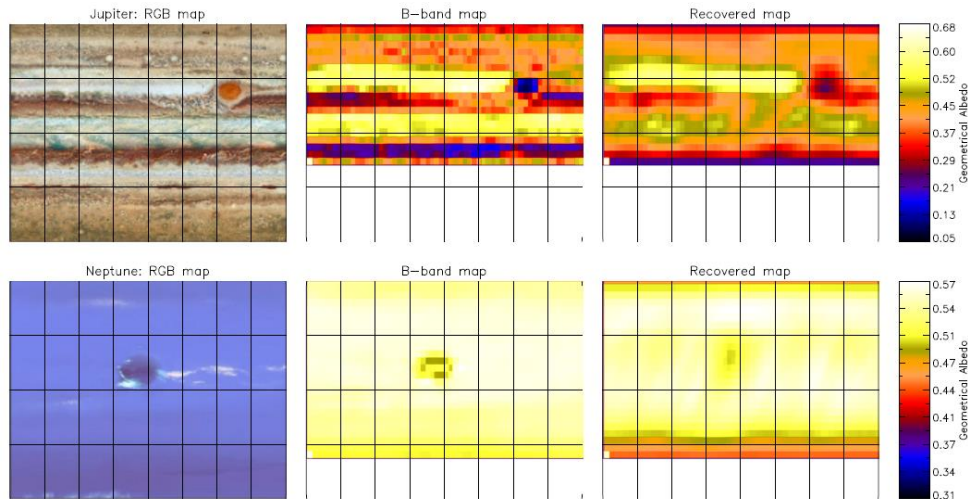 Jupiter: RGB map
B-band map
Recovered map
0.68
0.60
0.52
0.45
0.37
0.29
0.21
0.13
0.05
Geometrical Albedo
Neptune: RGB map
B-band map
Recovered map
0.57
0.54
0.51
0.47
0.44
0.41
0.37
0.34
0.31
Geometrical Albedo